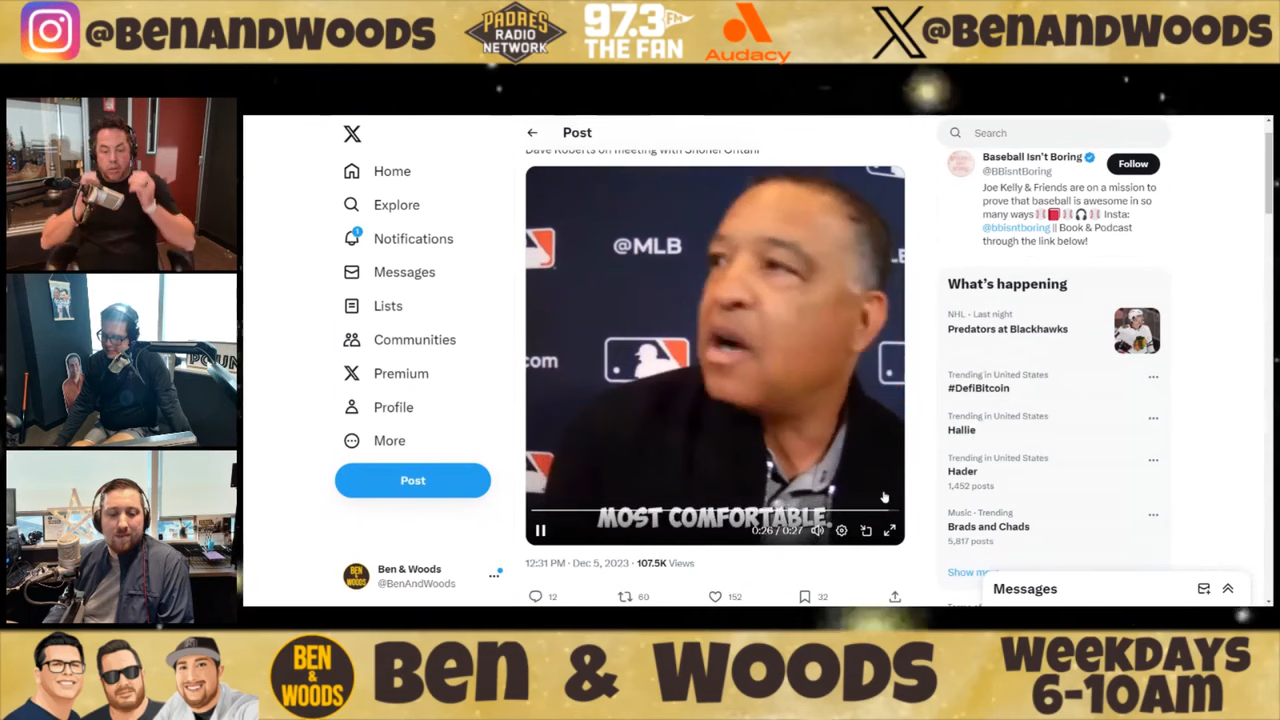 @BENANDWOODS
PADRES
RADIO
NETWORK
97.3 FM
THE FAN
Audacy
X @BENANDWOODS
Home
Explore
1
Notifications
Messages
Lists
Communities
Premium
Profile
More
Post
Ben & Woods
@BenAndWoods
Post
Dave Roberts on meeting with Shohei Ohtani
@MLB
com
MOST COMFORTABLE.
0:26 / 0:27
12:31 PM · Dec 5, 2023 · 107.5K Views
12
60
152
32
Search
Baseball Isn't Boring
@BBisntBoring
Follow
Joe Kelly & Friends are on a mission to
prove that baseball is awesome in so
many ways Insta:
@bbisntboring || Book & Podcast
through the link below!
What's happening
NHL · Last night
Predators at Blackhawks
Trending in United States
#DefiBitcoin
Trending in United States
Hallie
Trending in United States
Hader
1,452 posts
Music · Trending
Brads and Chads
5,817 posts
Show
Messages
BEN
&
WOODS
BEN & WOODS
WEEKDAYS
6-10AM